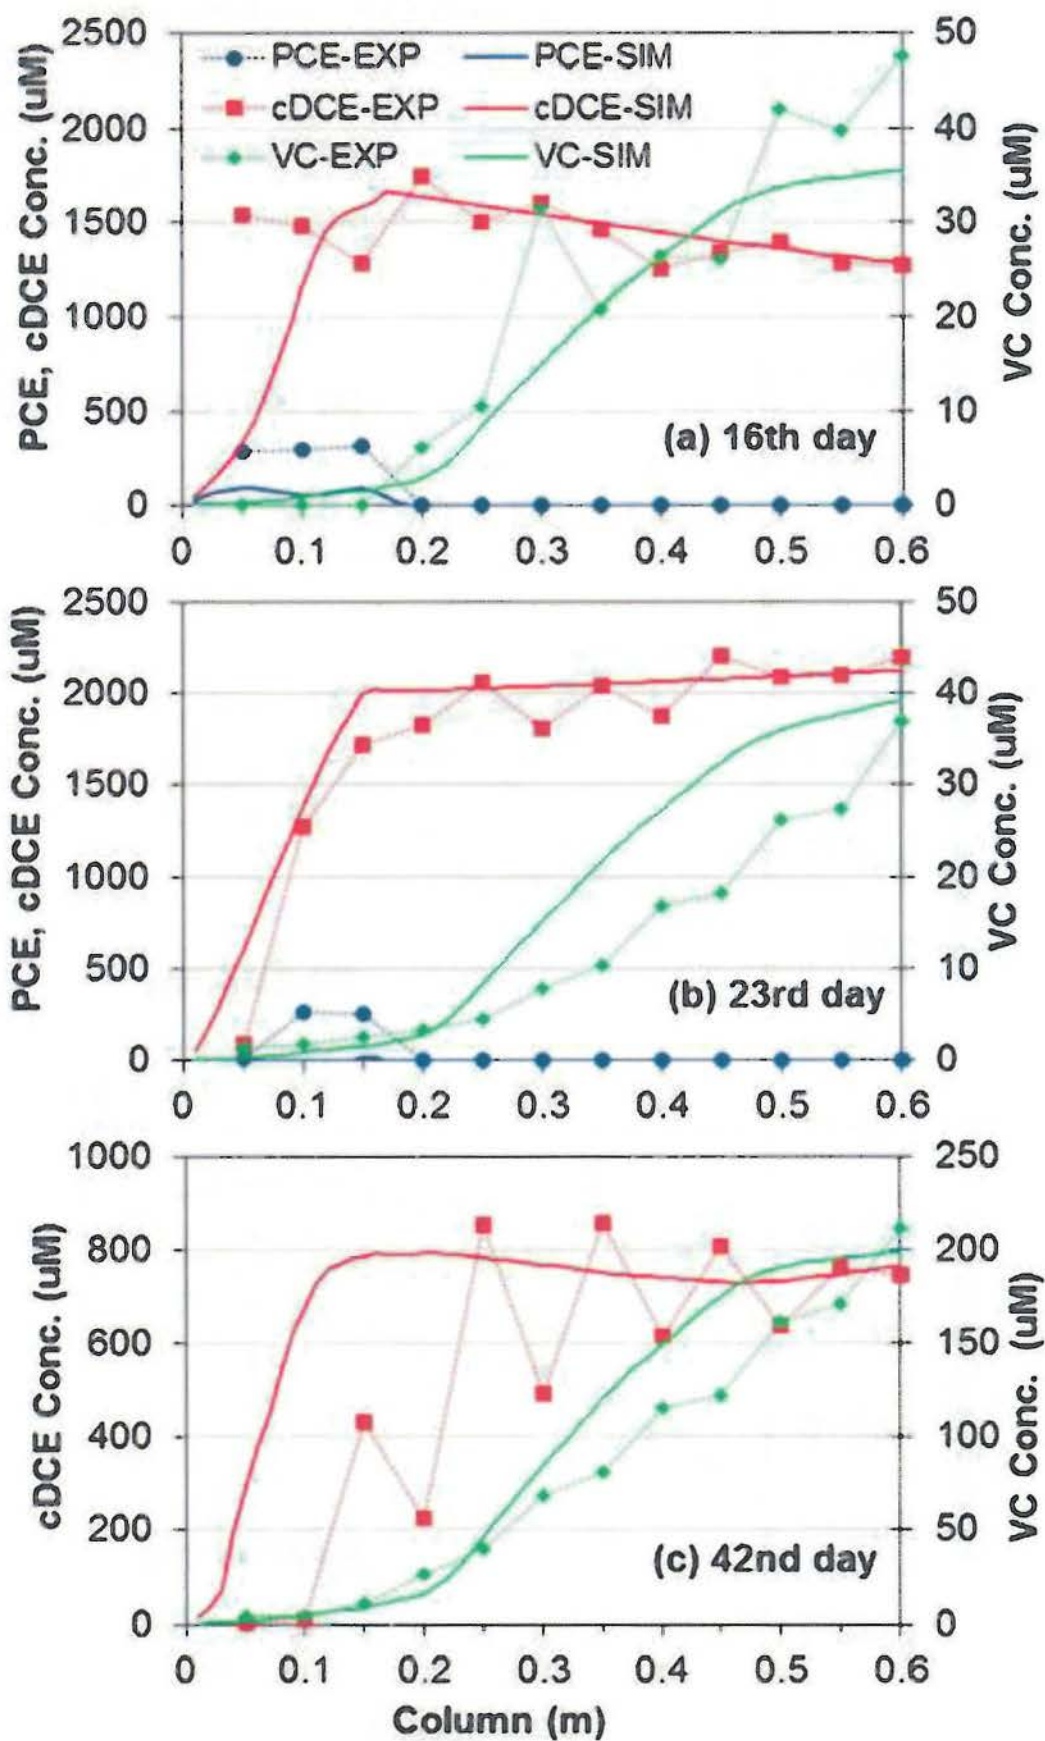 PCE, cDCE Conc. (uM)
2500
2000
1500
1000
500
0
PCE-EXP
PCE-SIM
cDCE-EXP
cDCE-SIM
VC-EXP
VC-SIM
50
40
30
20
10
0
VC Conc. (uM)
(a) 16th day
0 0.1 0.2 0.3 0.4 0.5 0.6
PCE, cDCE Conc. (uM)
2500
2000
1500
1000
500
0
50
40
30
20
10
0
VC Conc. (uM)
(b) 23rd day
0 0.1 0.2 0.3 0.4 0.5 0.6
cDCE Conc. (uM)
1000
800
600
400
200
0
250
200
150
100
50
0
VC Conc. (uM)
(c) 42nd day
0 0.1 0.2 0.3 0.4 0.5 0.6
Column (m)